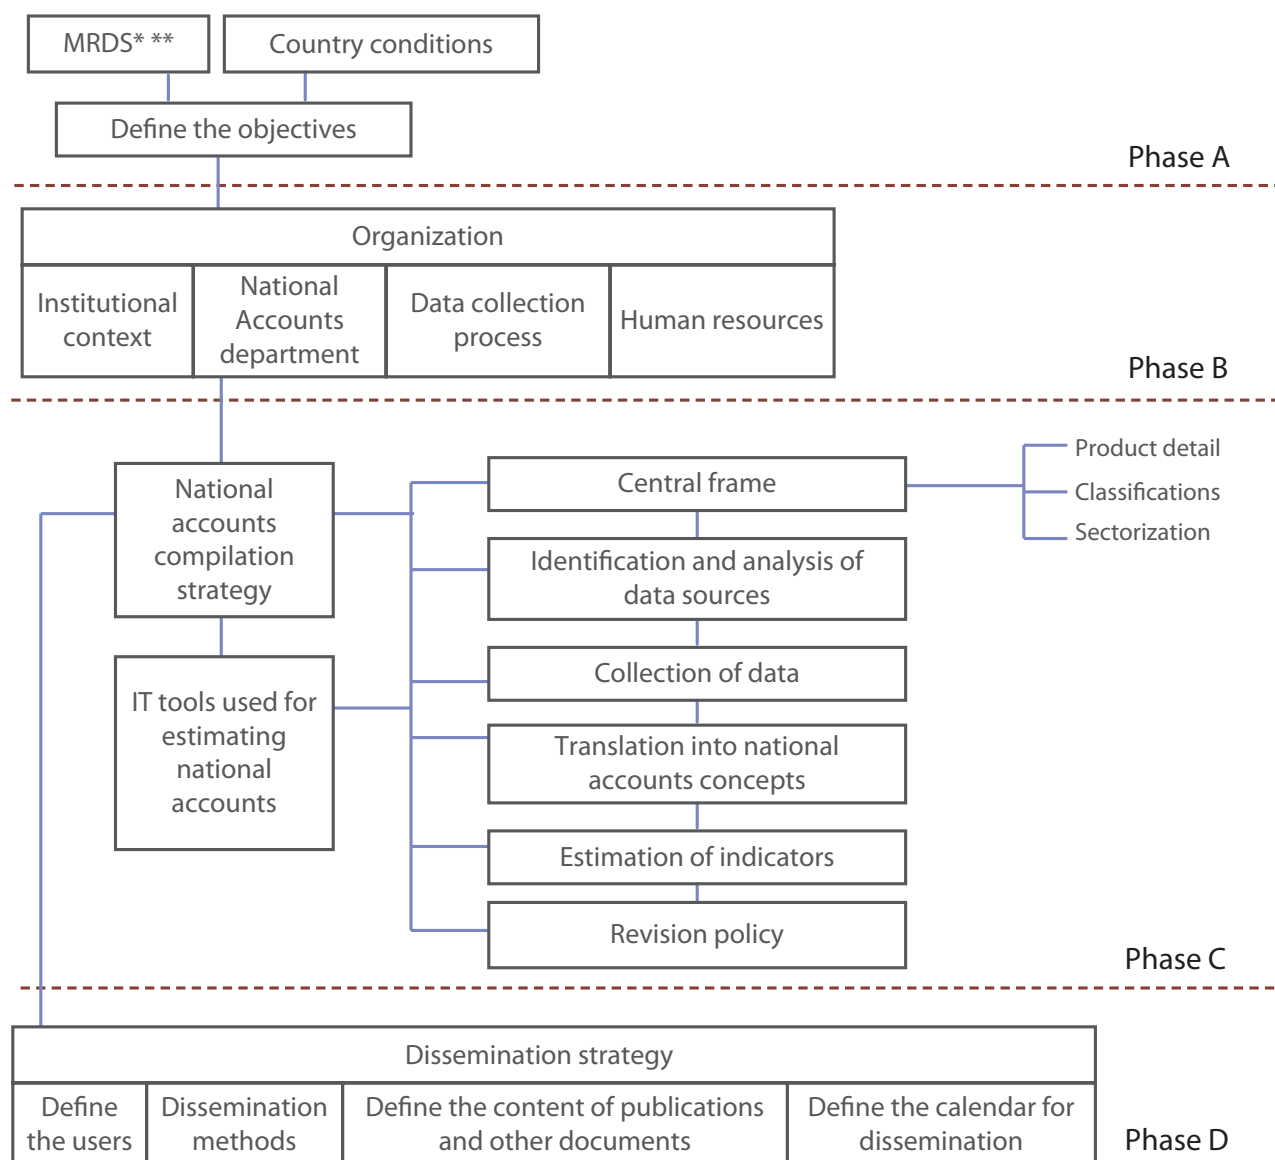 MRDS* **
Country conditions
Define the objectives
Phase A
Organization
Institutional
context
National
Accounts
department
Data collection
process
Human resources
Phase B
National
accounts
compilation
strategy
IT tools used for
estimating
national
accounts
Central frame
Product detail
Classifications
Sectorization
Identification and analysis of
data sources
Collection of data
Translation into national
accounts concepts
Estimation of indicators
Revision policy
Phase C
Dissemination strategy
Define
the users
Dissemination
methods
Define the content of publications
and other documents
Define the calendar for
dissemination
Phase D